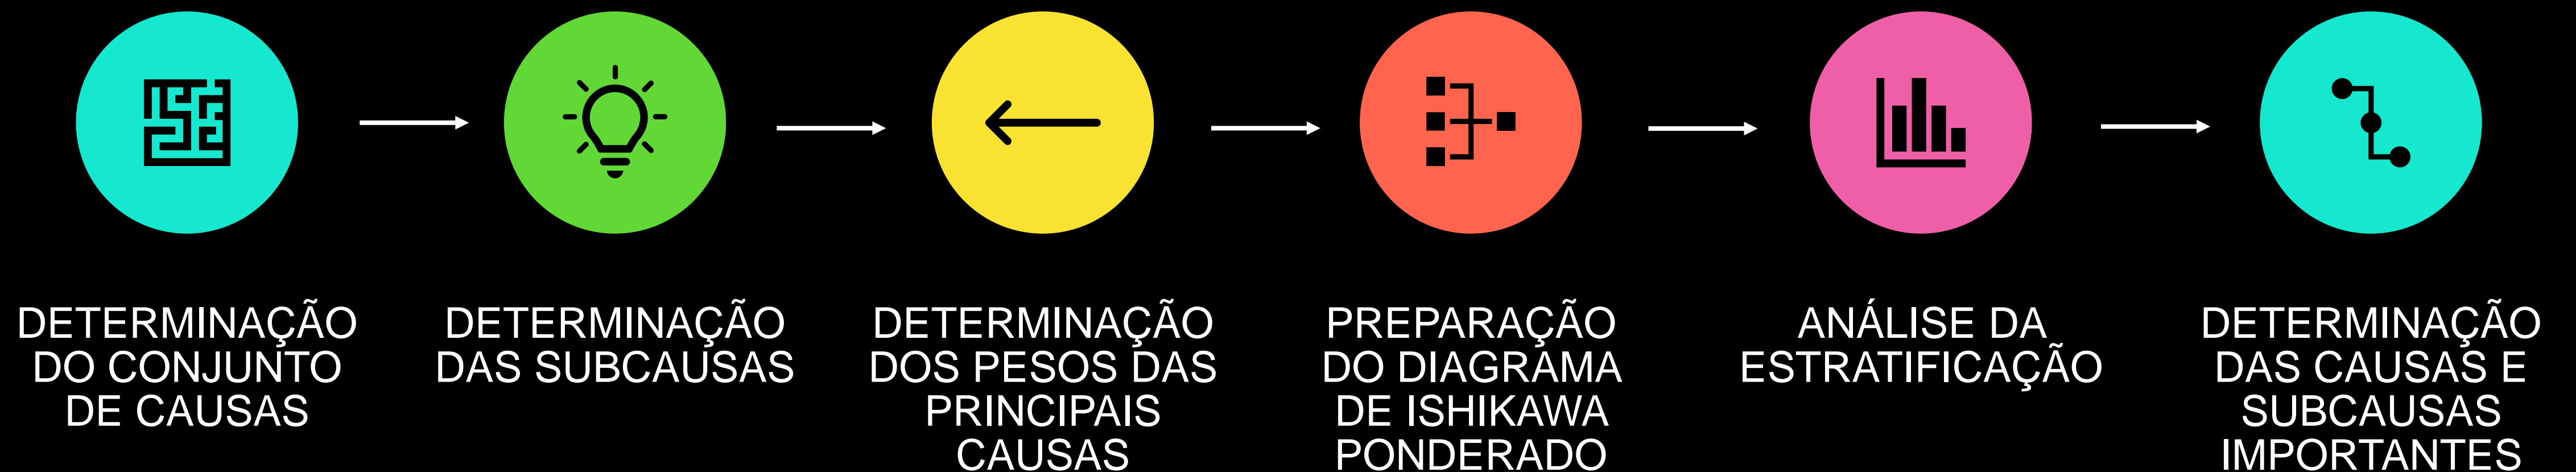 DETERMINAÇÃO
DO CONJUNTO
DE CAUSAS
DETERMINAÇÃO
DAS SUBCAUSAS
DETERMINAÇÃO
DOS PESOS DAS
PRINCIPAIS
CAUSAS
PREPARAÇÃO
DO DIAGRAMA
DE ISHIKAWA
PONDERADO
ANÁLISE DA
ESTRATIFICAÇÃO
DETERMINAÇÃO
DAS CAUSAS E
SUBCAUSAS
IMPORTANTES